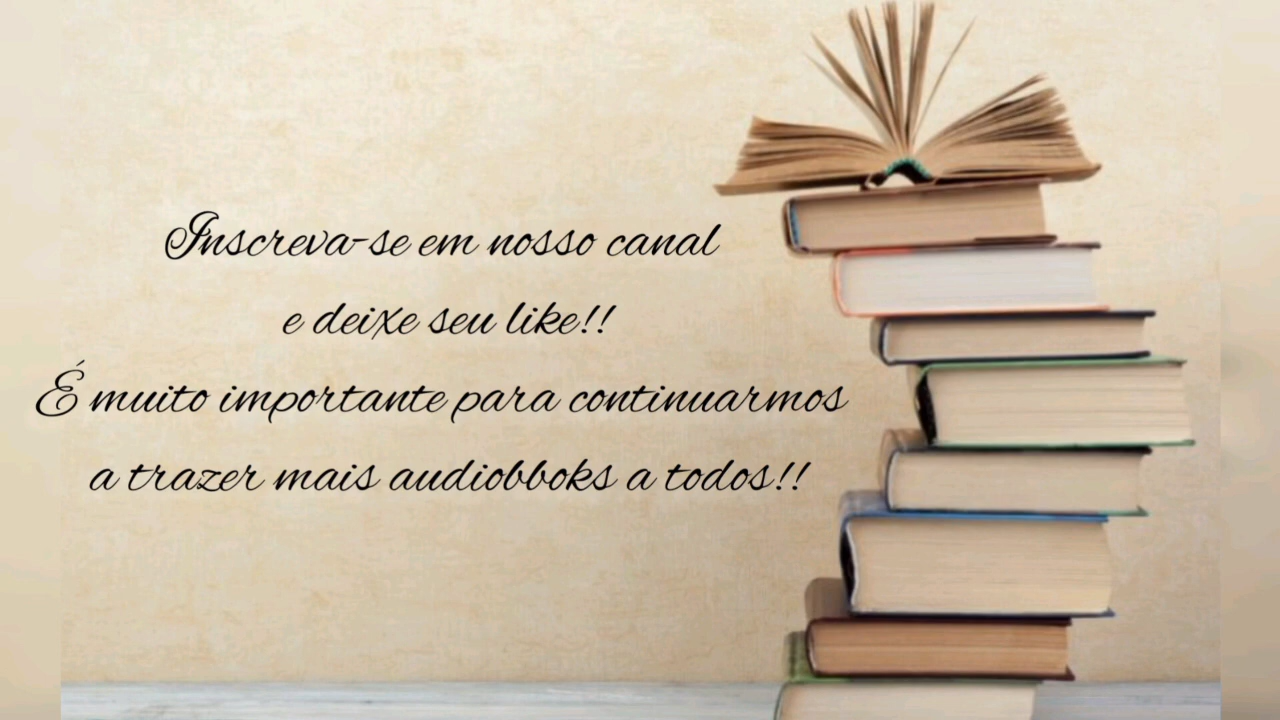 Inscreva-se em nosso canal
e deixe seu like!!
É muito importante para continuarmos
a trazer mais audiobboks a todos!!